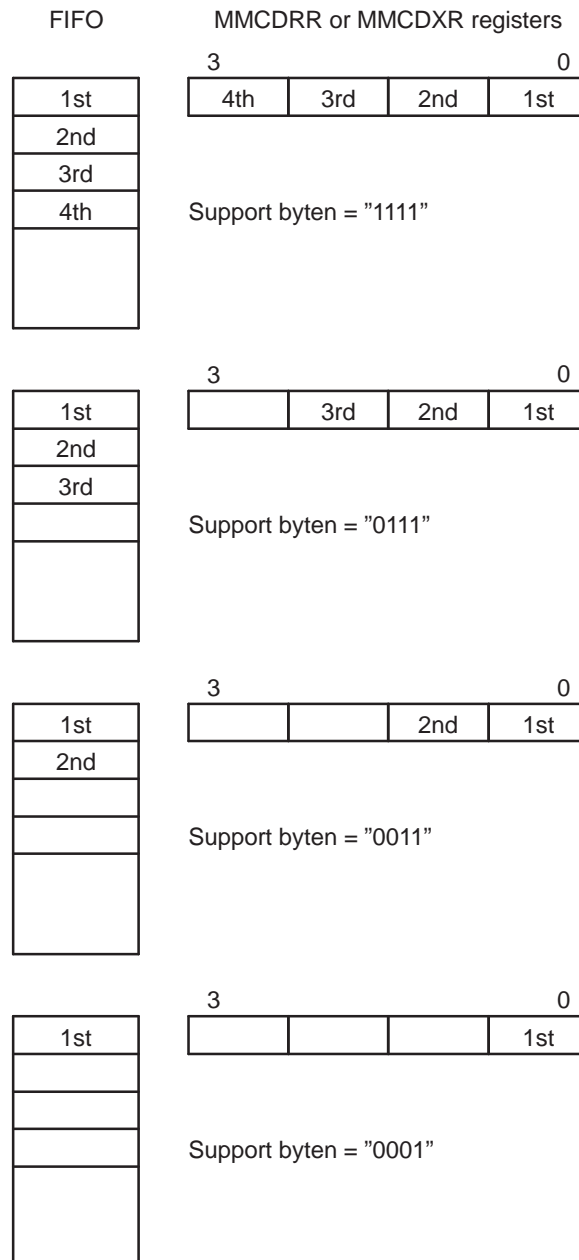 FIFO MMCDRR or MMCDXR registers
3 0
1st 4th 3rd 2nd 1st
2nd
3rd
4th Support byten = ”1111”
3 0
1st 3rd 2nd 1st
2nd
3rd
Support byten = ”0111”
3 0
1st 2nd 1st
2nd
Support byten = ”0011”
3 0
1st 1st
Support byten = ”0001”